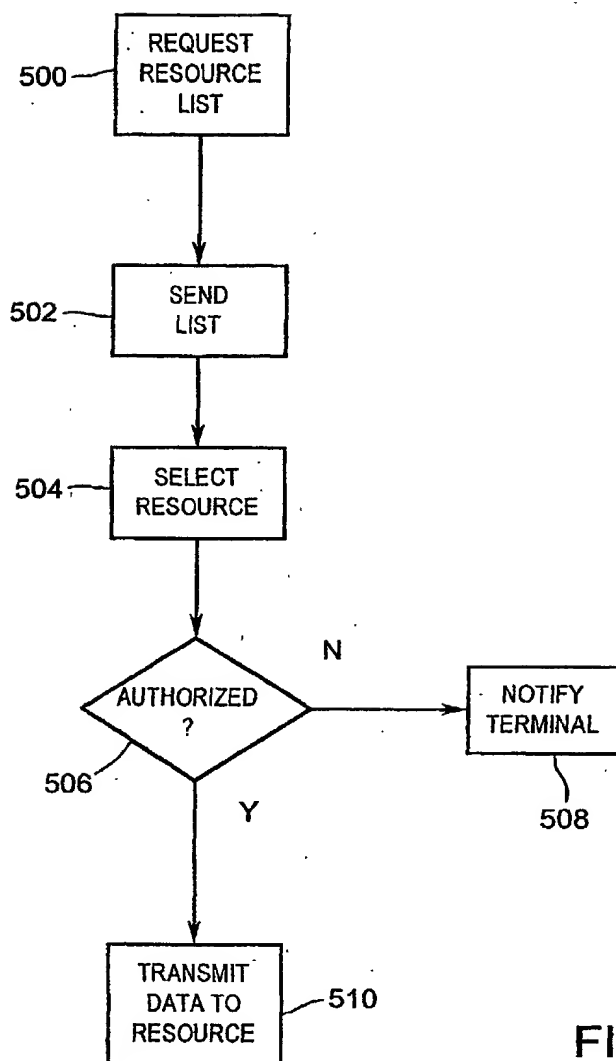 REQUEST
RESOURCE
LIST
500
SEND
LIST
502
SELECT
RESOURCE
504
AUTHORIZED
?
506
N
NOTIFY
TERMINAL
508
Y
TRANSMIT
DATA TO
RESOURCE
510